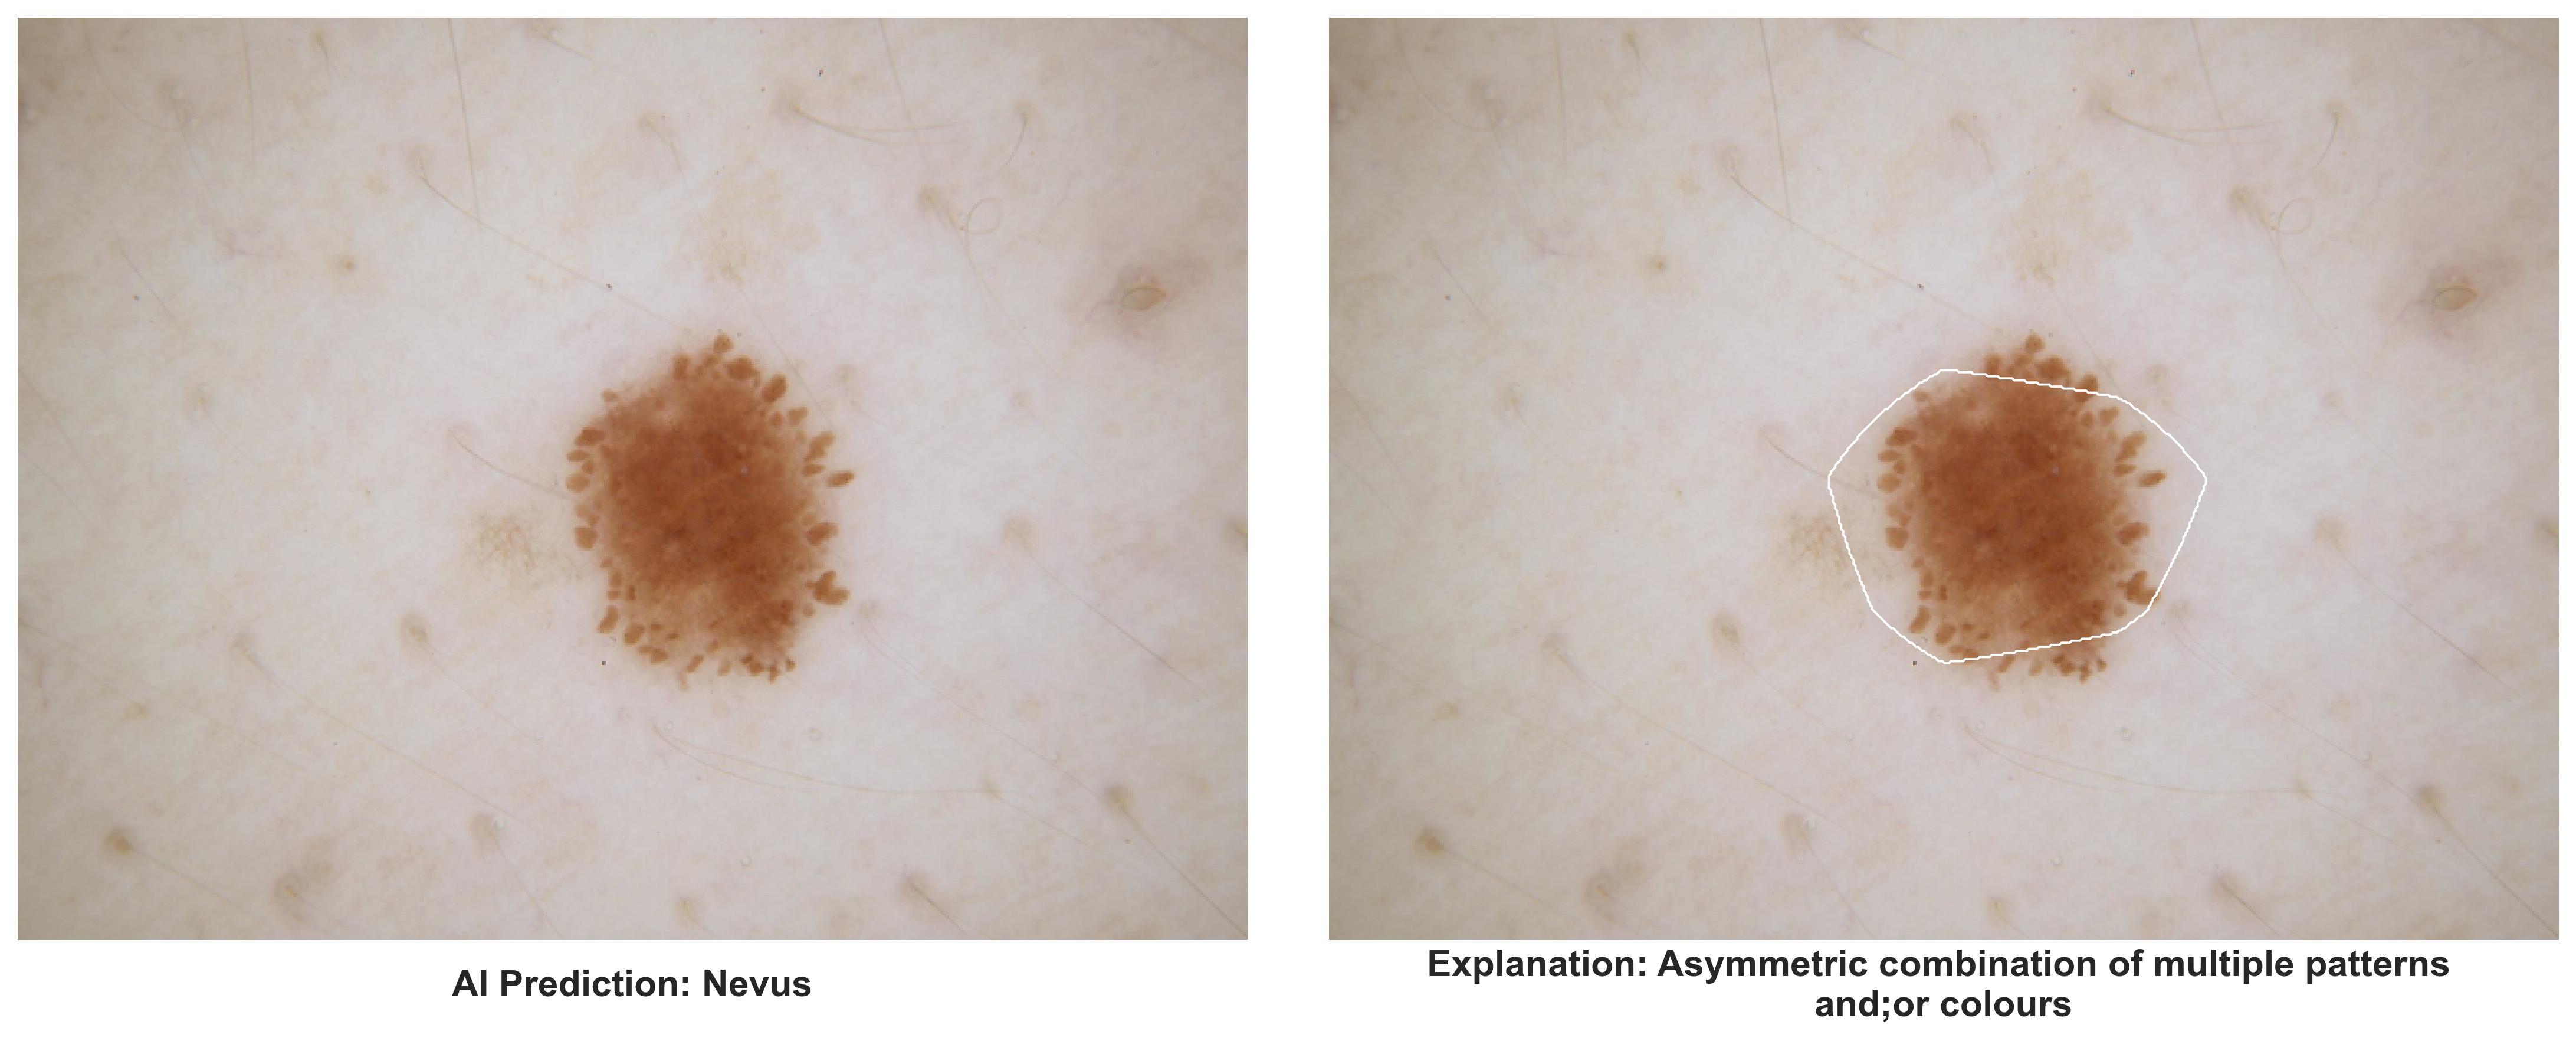 AI Prediction: Nevus
Explanation: Asymmetric combination of multiple patterns
and;or colours